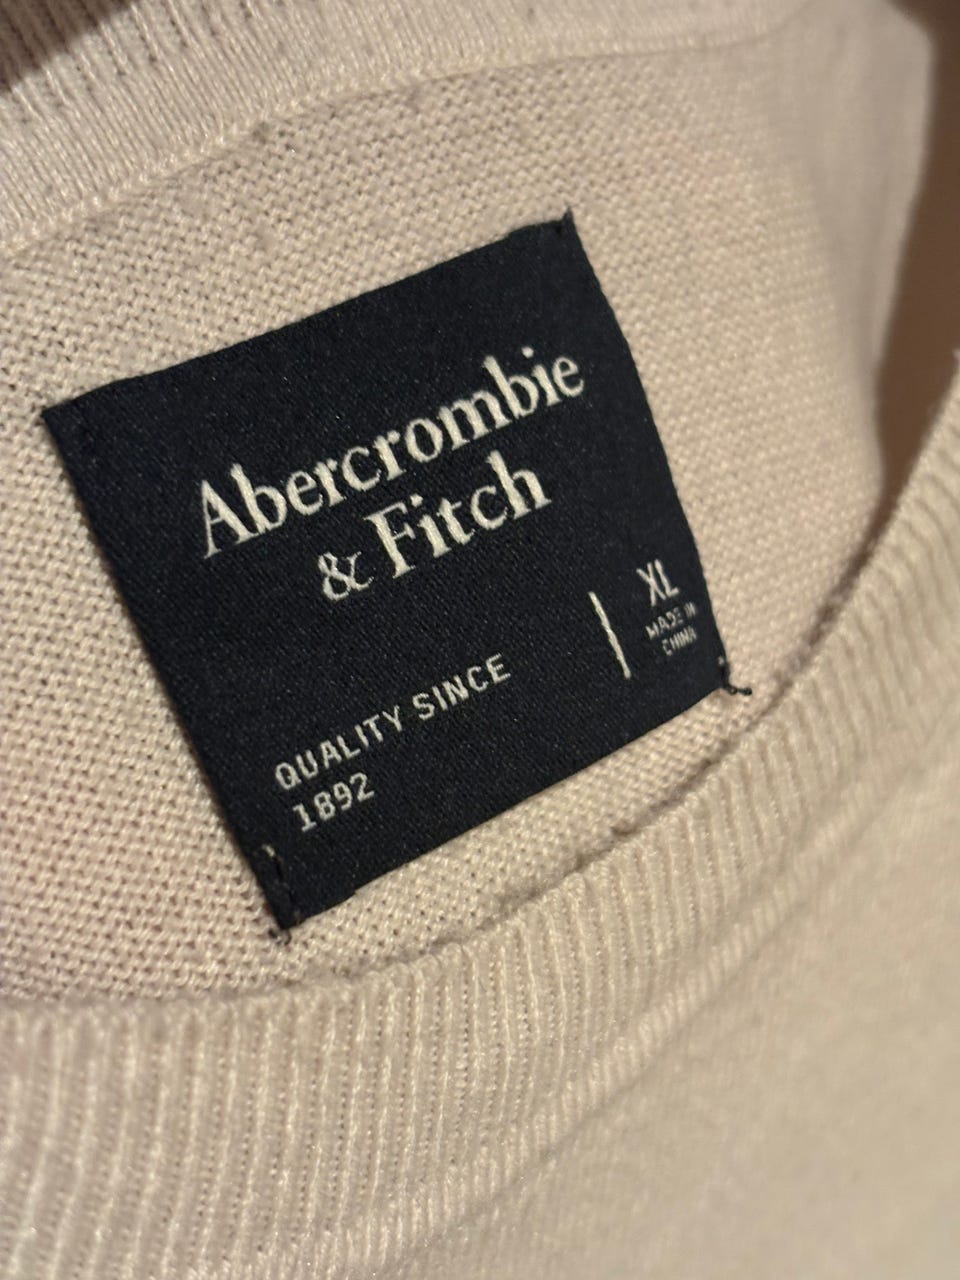 Abercrombie
& Fitch
XL
MADE IN
CHINA
QUALITY SINCE
1892